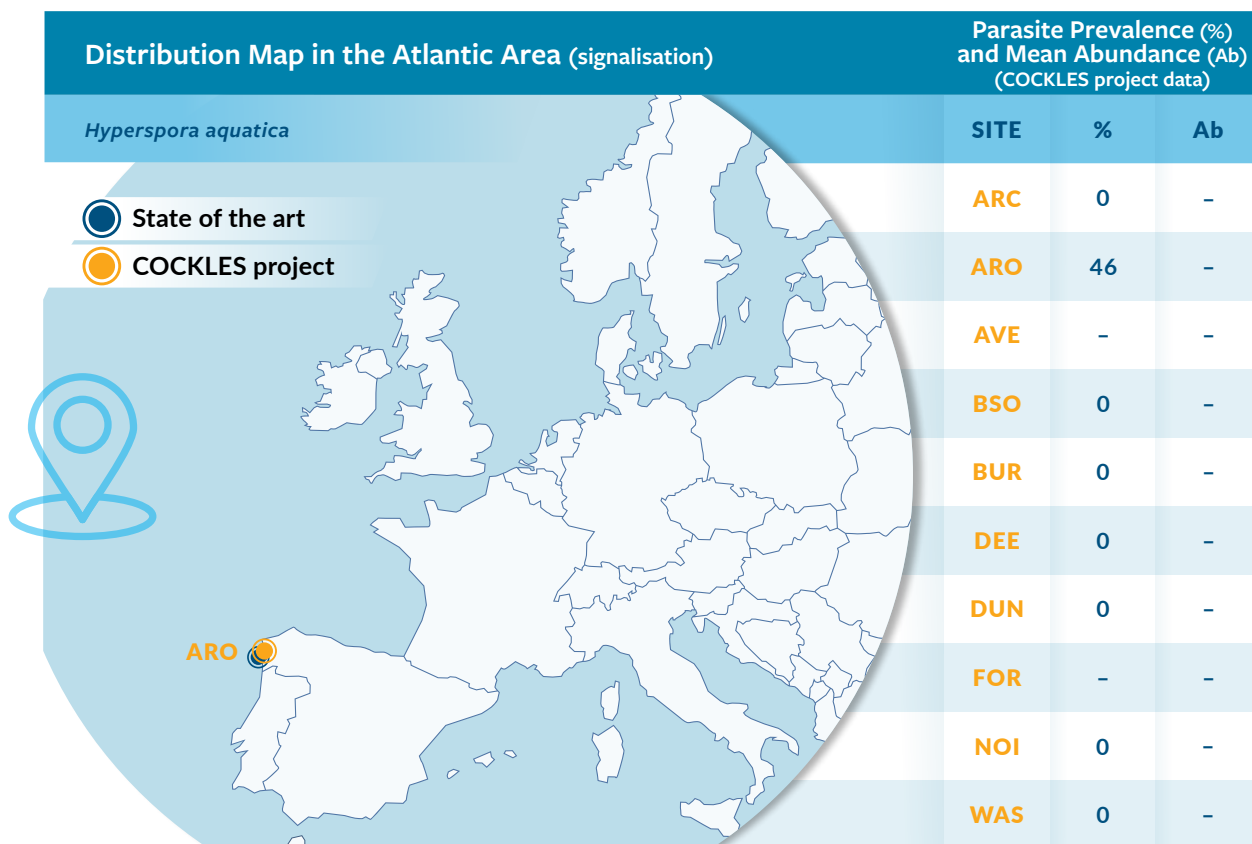 Distribution Map in the Atlantic Area (signalisation)
Parasite Prevalence (%)
and Mean Abundance (Ab)
(COCKLES project data)
Hyperspora aquatica
SITE % Ab
State of the art
COCKLES project
ARO
ARC 0 –
ARO 46 –
AVE – –
BSO 0 –
BUR 0 –
DEE 0 –
DUN 0 –
FOR – –
NOI 0 –
WAS 0 –